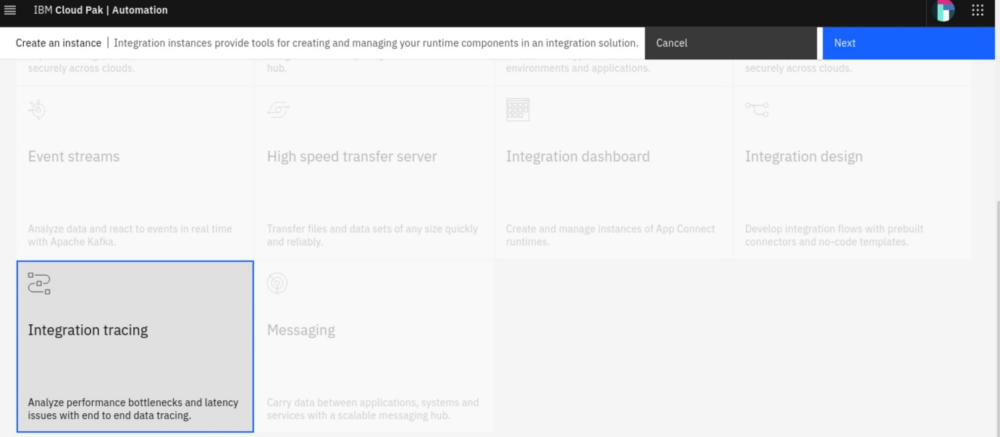 IBM Cloud Pak | Automation
Create an instance | Integration instances provide tools for creating and managing your runtime components in an integration solution.
Cancel
Next
securely across clouds.
hub.
environments and applications.
securely across clouds.
Event streams
High speed transfer server
Integration dashboard
Integration design
Analyze data and react to events in real time
with Apache Kafka.
Transfer files and data sets of any size quickly
and reliably.
Create and manage instances of App Connect
runtimes.
Develop integration flows with prebuilt
connectors and no-code templates.
Integration tracing
Messaging
Analyze performance bottlenecks and latency
issues with end to end data tracing.
Carry data between applications, systems and
services with a scalable messaging hub.